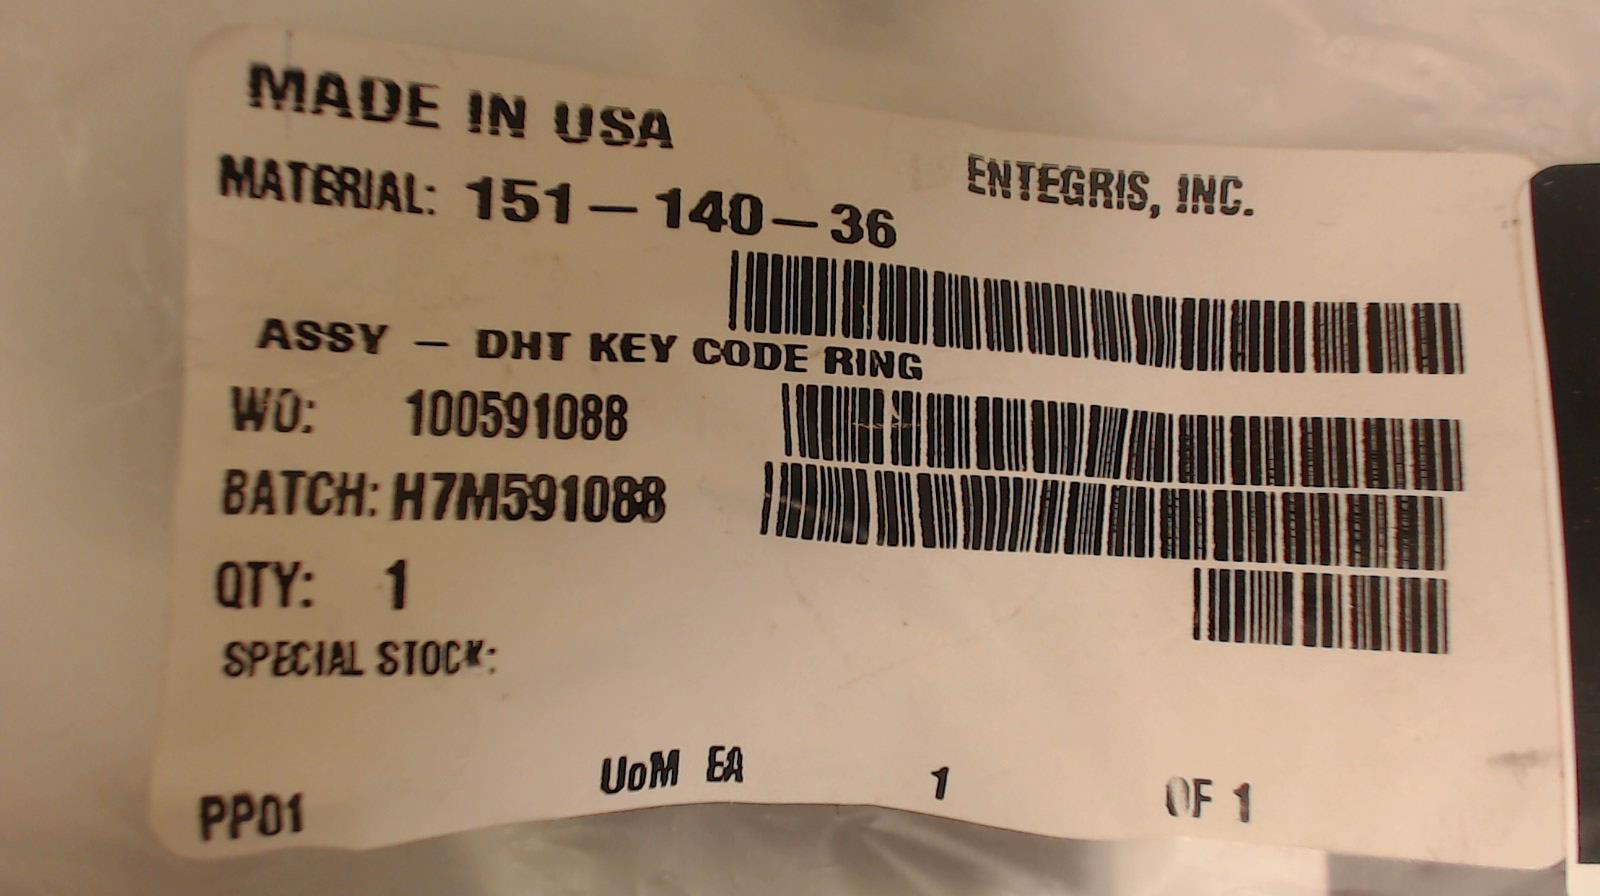 MADE IN USA
MATERIAL: 151-140-36
ENTEGRIS, INC.
ASSY - DHT KEY CODE RING
WO: 100591088
BATCH: H7M591088
QTY: 1
SPECIAL STOCK:
UoM EA 1 OF 1
PP01